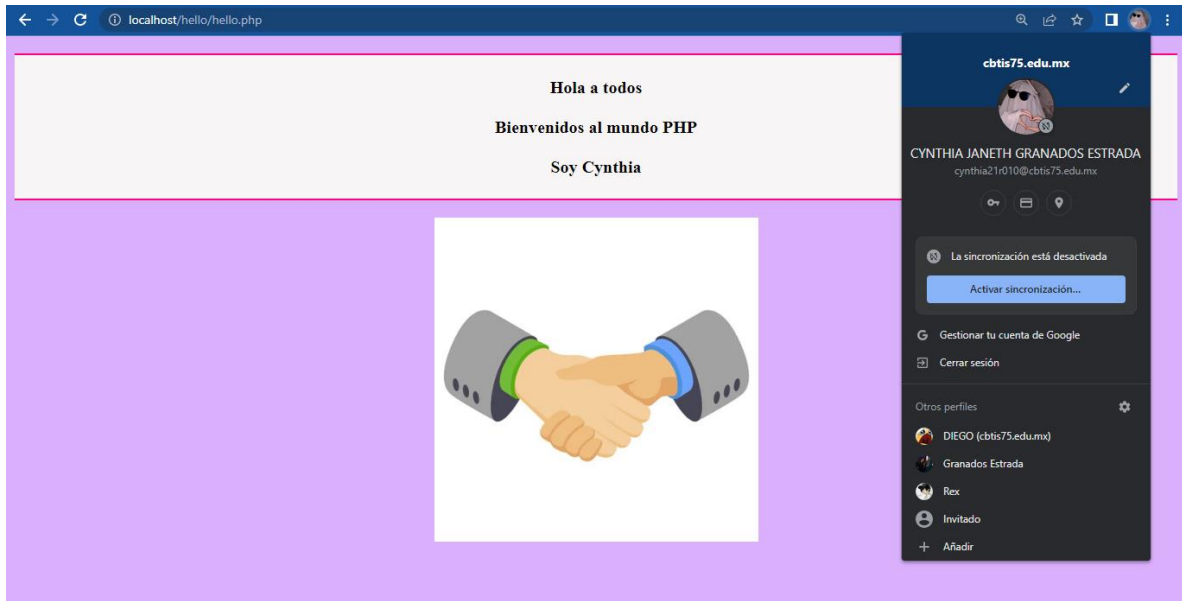 localhost/hello/hello.php
Hola a todos
Bienvenidos al mundo PHP
Soy Cynthia
cbtis75.edu.mx
CYNTHIA JANETH GRANADOS ESTRADA
cynthia21r010@cbtis75.edu.mx
La sincronización está desactivada
Activar sincronización...
G Gestionar tu cuenta de Google
Cerrar sesión
Otros perfiles
DIEGO (cbtis75.edu.mx)
Granados Estrada
Rex
Invitado
Añadir